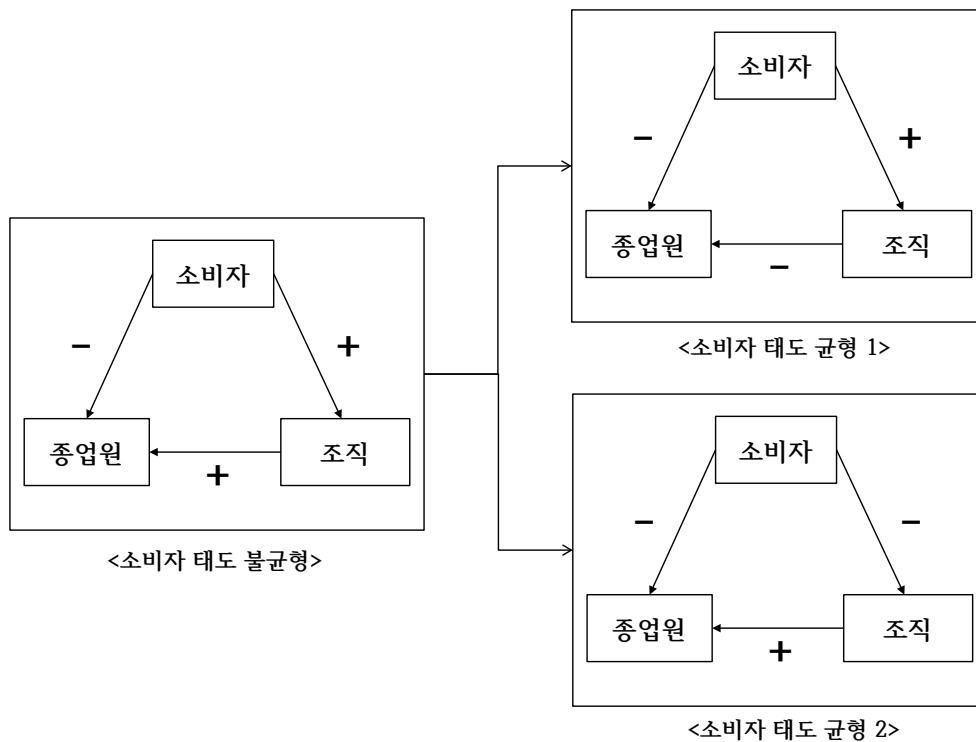 소비자
-
+
종업원
조직
+
<소비자 태도 불균형>
소비자
-
+
종업원
조직
-
<소비자 태도 균형 1>
소비자
-
-
종업원
조직
+
<소비자 태도 균형 2>